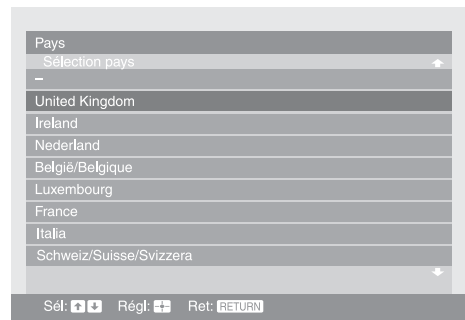 Pays
Sélection pays
–
United Kingdom
Ireland
Nederland
België/Belgique
Luxembourg
France
Italia
Schweiz/Suisse/Svizzera
Sél: Régl: Ret: RETURN